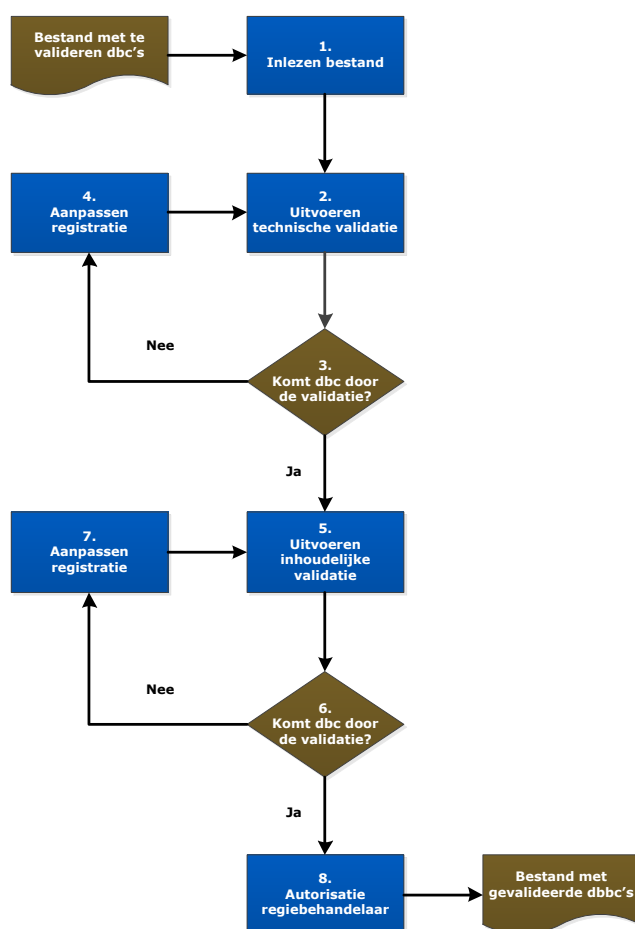 Bestand met te
valideren dbc's
1.
Inlezen bestand
4.
Aanpassen
registratie
2.
Uitvoeren
technische validatie
Nee
3.
Komt dbc door
de validatie?
Ja
7.
Aanpassen
registratie
5.
Uitvoeren
inhoudelijke
validatie
Nee
6.
Komt dbc door
de validatie?
Ja
8.
Autorisatie
regiebehandelaar
Bestand met
gevalideerde dbbc's